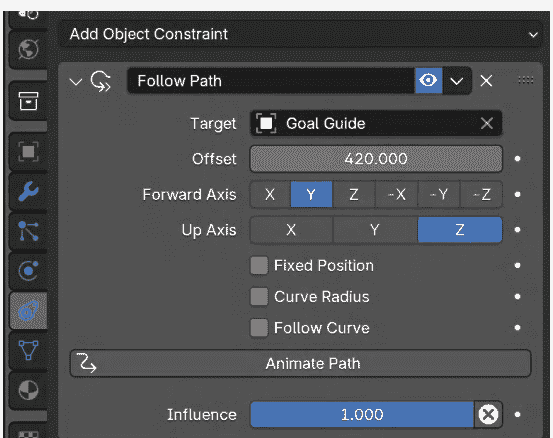 Add Object Constraint
Follow Path
Target Goal Guide
Offset 420.000
Forward Axis X Y Z -X -Y -Z
Up Axis X Y Z
Fixed Position
Curve Radius
Follow Curve
Animate Path
Influence 1.000